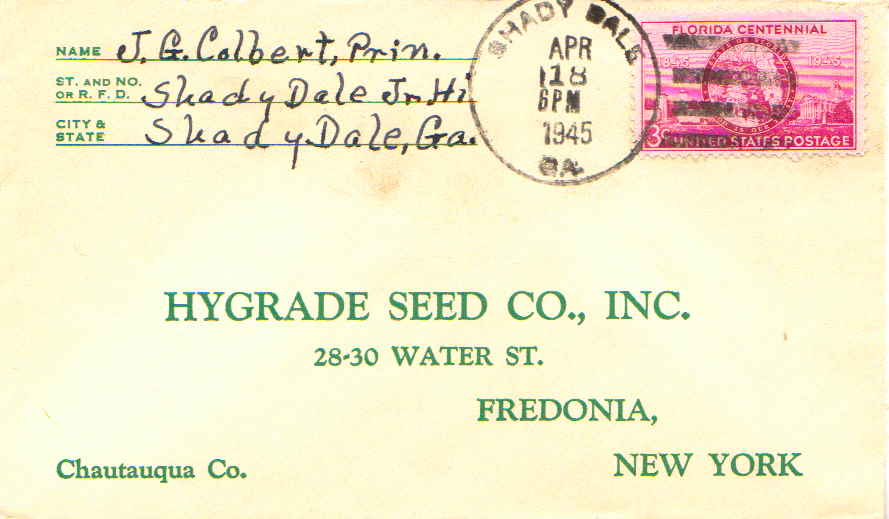 NAME J. G. Colbert, Prin.
ST. AND NO. OR R. F. D. Shady Dale Jr. Hi
CITY & STATE Shady Dale, Ga.
SHADY DALE
APR
18
6PM
1945
GA.
FLORIDA CENTENNIAL
1845 1945
3c UNITED STATES POSTAGE
HYGRADE SEED CO., INC.
28-30 WATER ST.
FREDONIA,
Chautauqua Co. NEW YORK